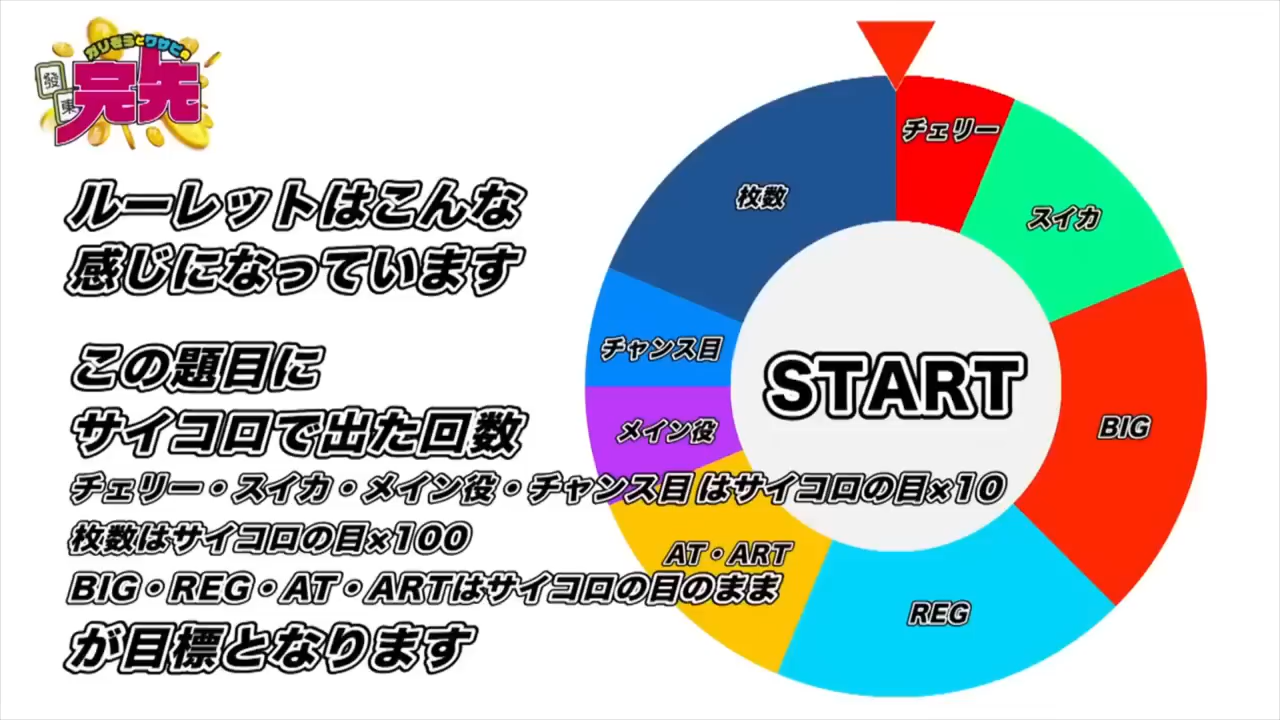 ガリぞうとワサビの
完先
發
東
ルーレットはこんな
感じになっています
この題目に
サイコロで出た回数
チェリー・スイカ・メイン役・チャンス目 はサイコロの目×10
枚数はサイコロの目×100
BIG・REG・AT・ARTはサイコロの目のまま
が目標となります
チェリー
スイカ
BIG
REG
AT・ART
メイン役
チャンス目
枚数
START